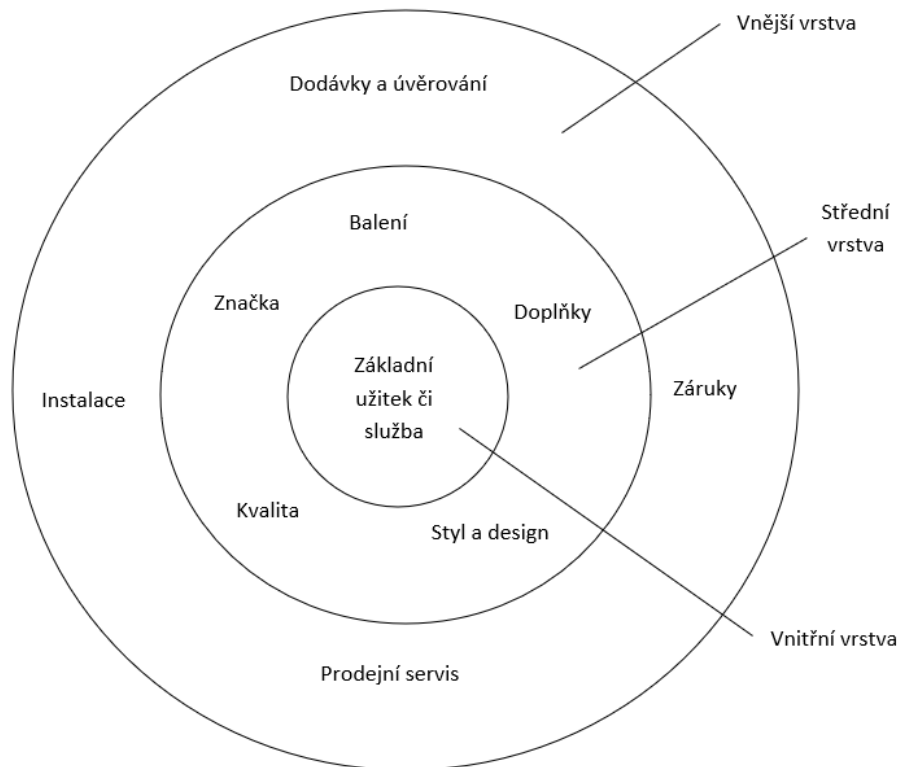 Vnější vrstva
Dodávky a úvěrování
Střední
vrstva
Balení
Značka
Doplňky
Základní
užitek či
služba
Instalace
Záruky
Kvalita
Styl a design
Vnitřní vrstva
Prodejní servis